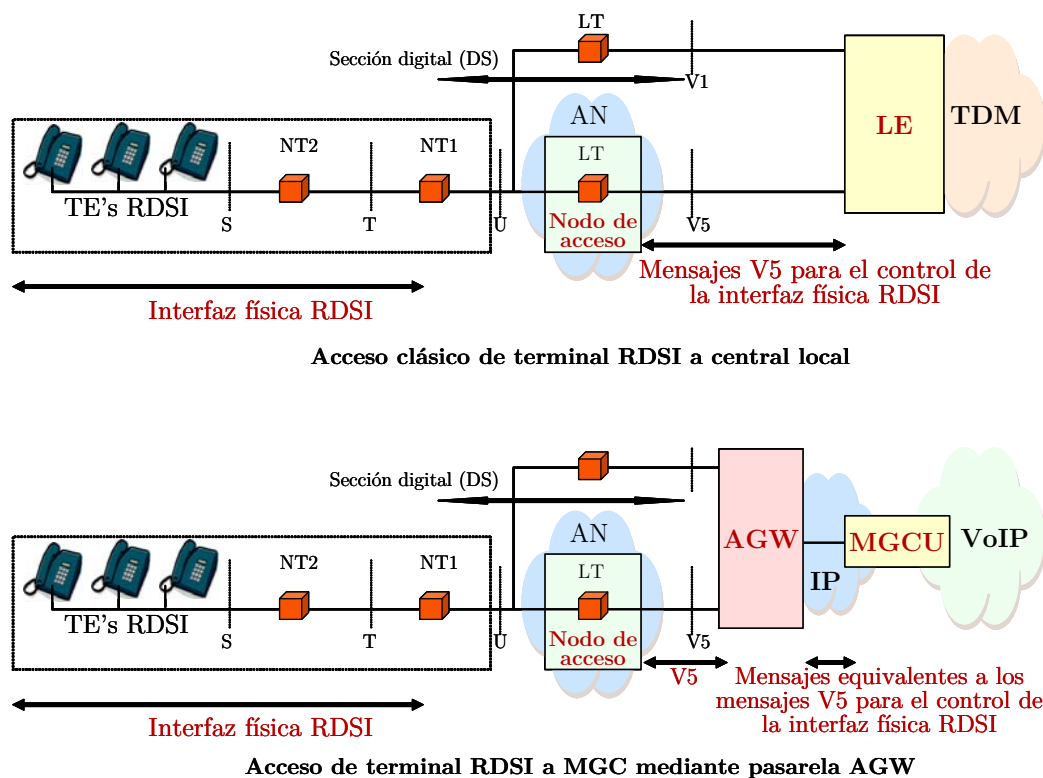 LT
Sección digital (DS)
V1
AN
LE
TDM
NT2
NT1
LT
TE's RDSI
S
T
U
Nodo de
acceso
V5
Mensajes V5 para el control de
la interfaz física RDSI
Interfaz física RDSI
Acceso clásico de terminal RDSI a central local
Sección digital (DS)
AN
AGW
MGCU
VoIP
IP
NT2
NT1
LT
TE's RDSI
S
T
U
Nodo de
acceso
V5
V5
Mensajes equivalentes a los
mensajes V5 para el control de
la interfaz física RDSI
Interfaz física RDSI
Acceso de terminal RDSI a MGC mediante pasarela AGW